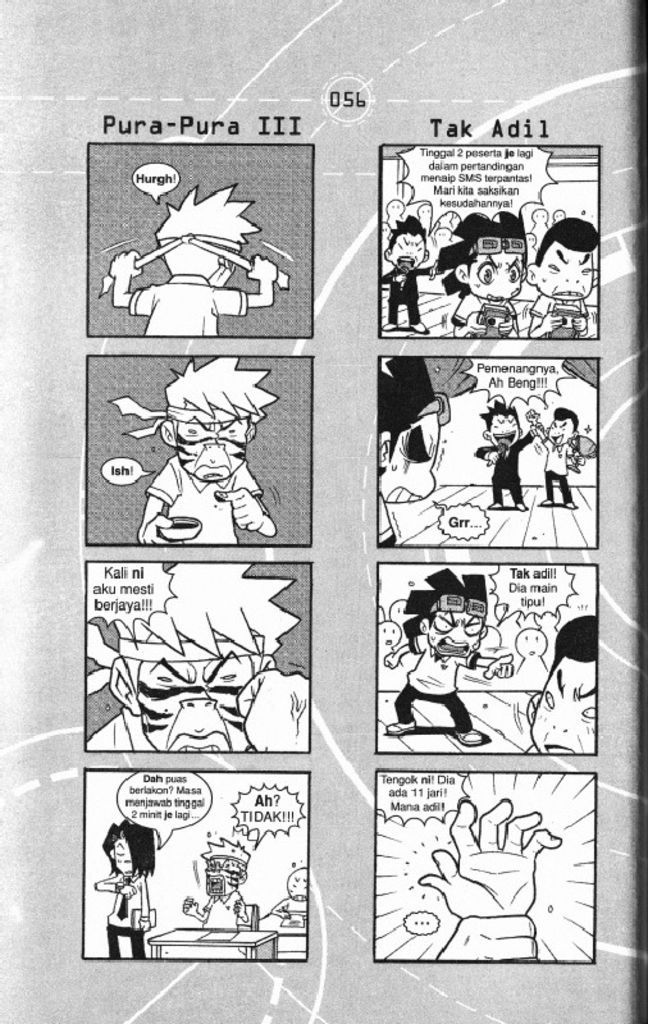 056
Pura-Pura III
Hurgh!
Ish!
Kali ni
aku mesti
berjaya!!!
Dah puas
berlakon? Masa
menjawab tinggal
2 minit je lagi...
Ah?
TIDAK!!!
Tak Adil
Tinggal 2 peserta je lagi
dalam pertandingan
menaip SMS terpantas!
Mari kita saksikan
kesudahannya!
Pemenangnya,
Ah Beng!!!
Grr....
Tak adil!
Dia main
tipu!
Tengok ni! Dia
ada 11 jari!
Mana adil!
...